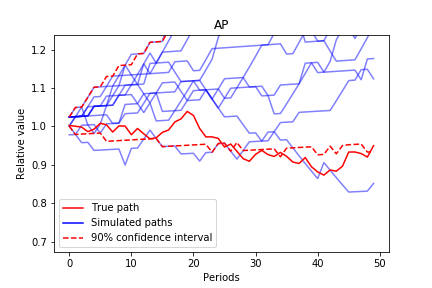 AP
Relative value
1.2
1.1
1.0
0.9
0.8
0.7
True path
Simulated paths
90% confidence interval
0 10 20 30 40 50
Periods